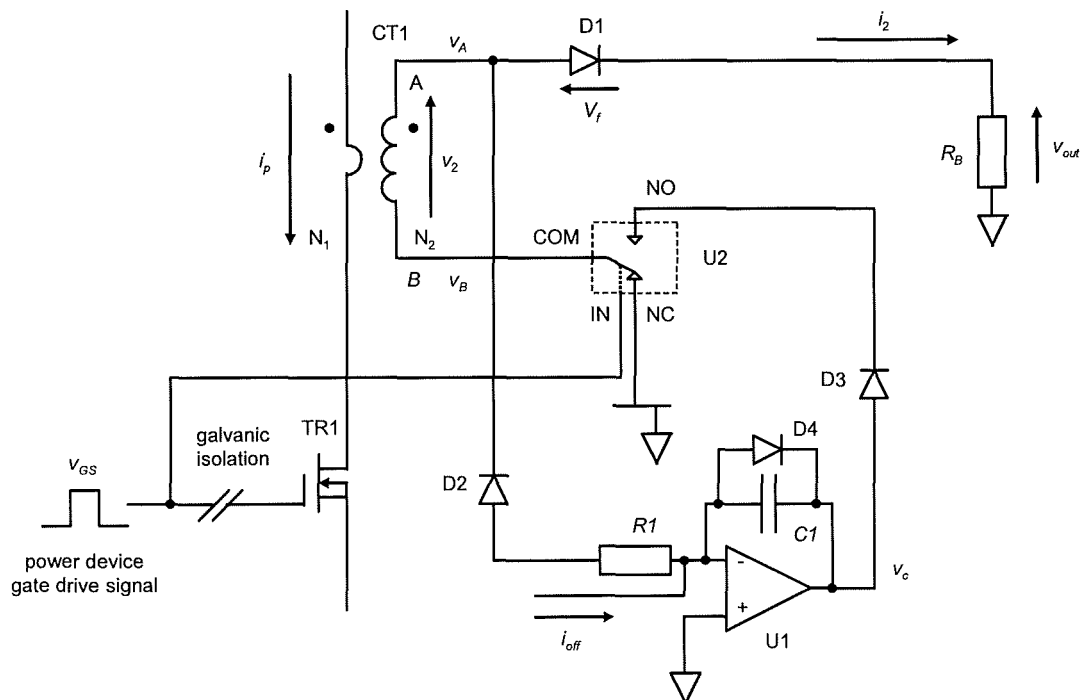 CT1
v_A
D1
i_2
A
V_f
i_p
v_2
R_B
v_out
NO
N_1
N_2
COM
U2
B
v_B
IN
NC
D3
TR1
galvanic
isolation
D4
v_GS
D2
R1
C1
power device
gate drive signal
-
v_c
+
i_off
U1